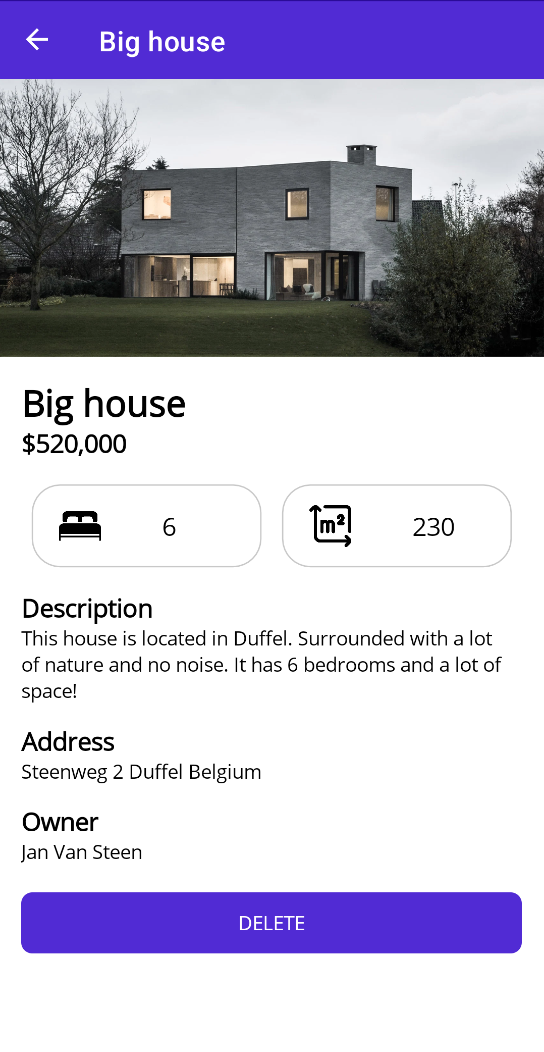 Big house
Big house
$520,000
6
m²
230
Description
This house is located in Duffel. Surrounded with a lot
of nature and no noise. It has 6 bedrooms and a lot of
space!
Address
Steenweg 2 Duffel Belgium
Owner
Jan Van Steen
DELETE